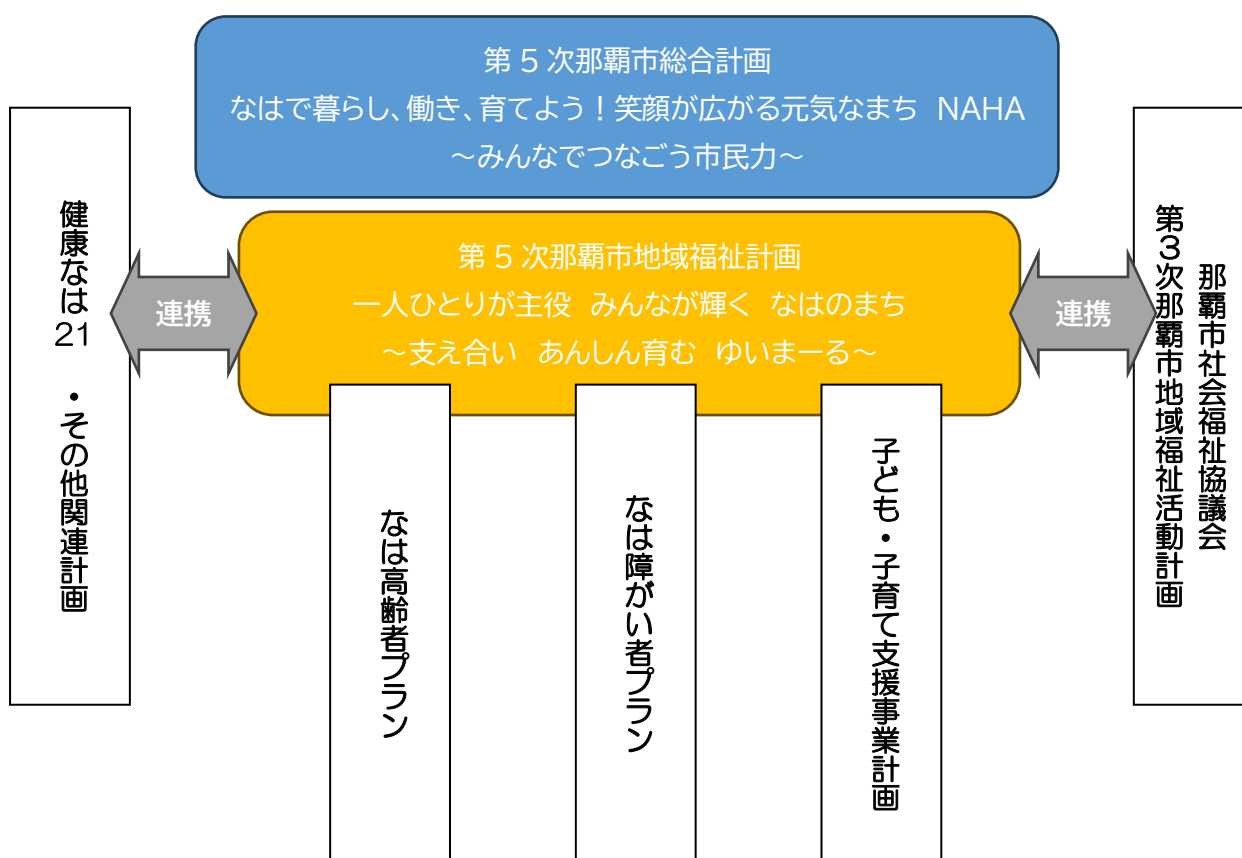 第5次那覇市総合計画
なはで暮らし、働き、育てよう！笑顔が広がる元気なまち NAHA
～みんなでつなごう市民力～
健康なは21 ・その他関連計画
連携
第5次那覇市地域福祉計画
一人ひとりが主役 みんなが輝く なはのまち
～支え合い あんしん育む ゆいまーる～
連携
那覇市社会福祉協議会
第3次那覇市地域福祉活動計画
なは高齢者プラン
なは障がい者プラン
子ども・子育て支援事業計画